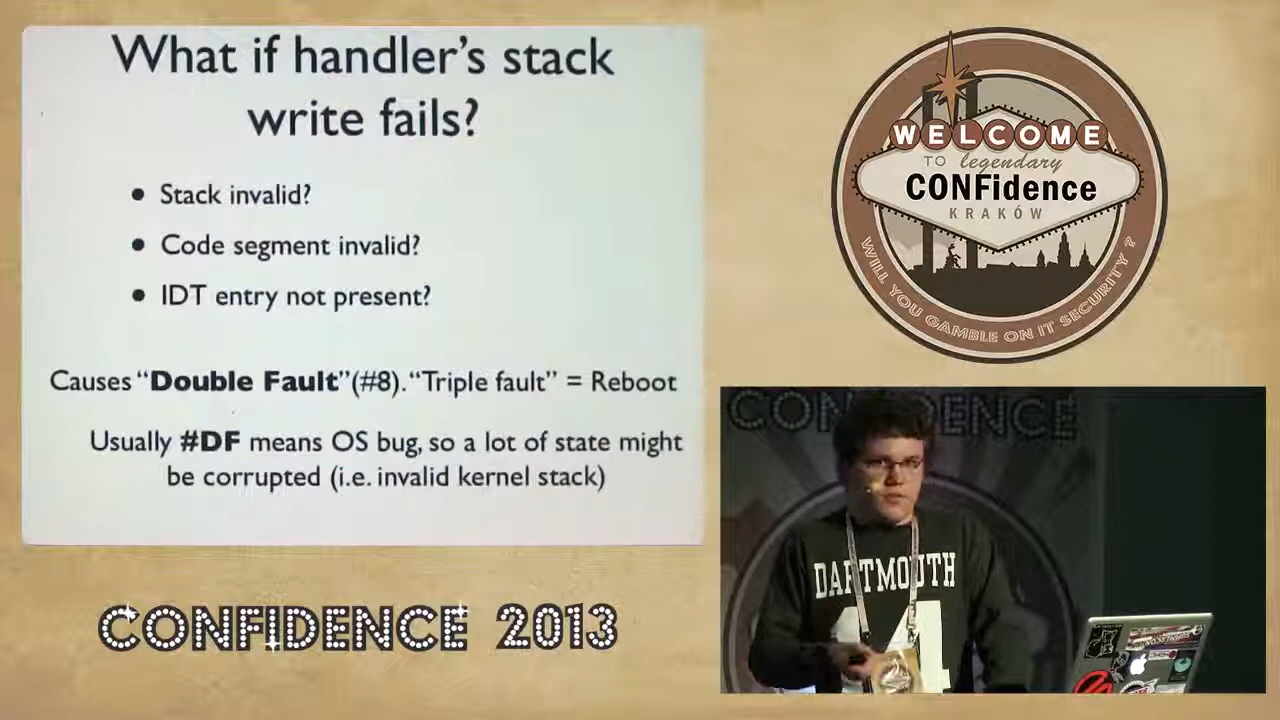 What if handler's stack
write fails?
• Stack invalid?
• Code segment invalid?
• IDT entry not present?
Causes “Double Fault”(#8). “Triple fault” = Reboot
Usually #DF means OS bug, so a lot of state might
be corrupted (i.e. invalid kernel stack)
WELCOME
TO legendary
CONFidence
KRAKÓW
WILL YOU GAMBLE ON IT SECURITY ?
CONFIDENCE
DARTMOUTH
CONFIDENCE 2013